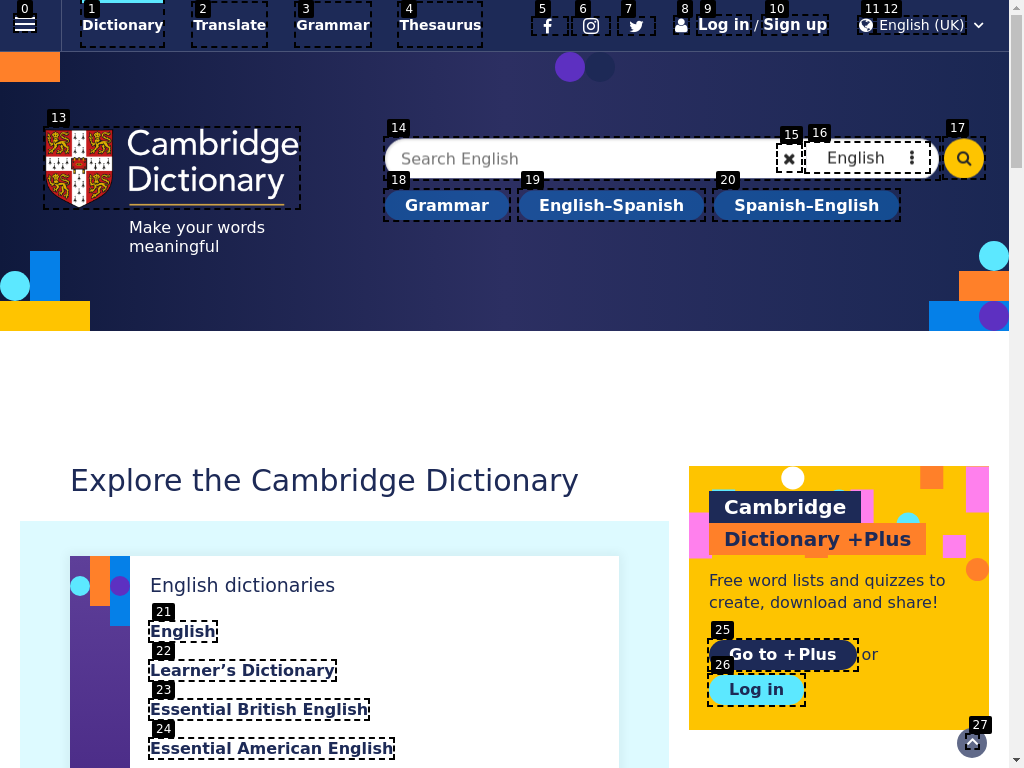 0
1
2
3
4
5
6
7
8
9
10
11 12
Dictionary
Translate
Grammar
Thesaurus
Log in / Sign up
English (UK)
13
Cambridge
Dictionary
Make your words
meaningful
14
15
16
17
Search English
English
18
19
20
Grammar
English–Spanish
Spanish–English
Explore the Cambridge Dictionary
English dictionaries
21
English
22
Learner’s Dictionary
23
Essential British English
24
Essential American English
Cambridge
Dictionary +Plus
Free word lists and quizzes to
create, download and share!
25
Go to +Plus or
26
Log in
27